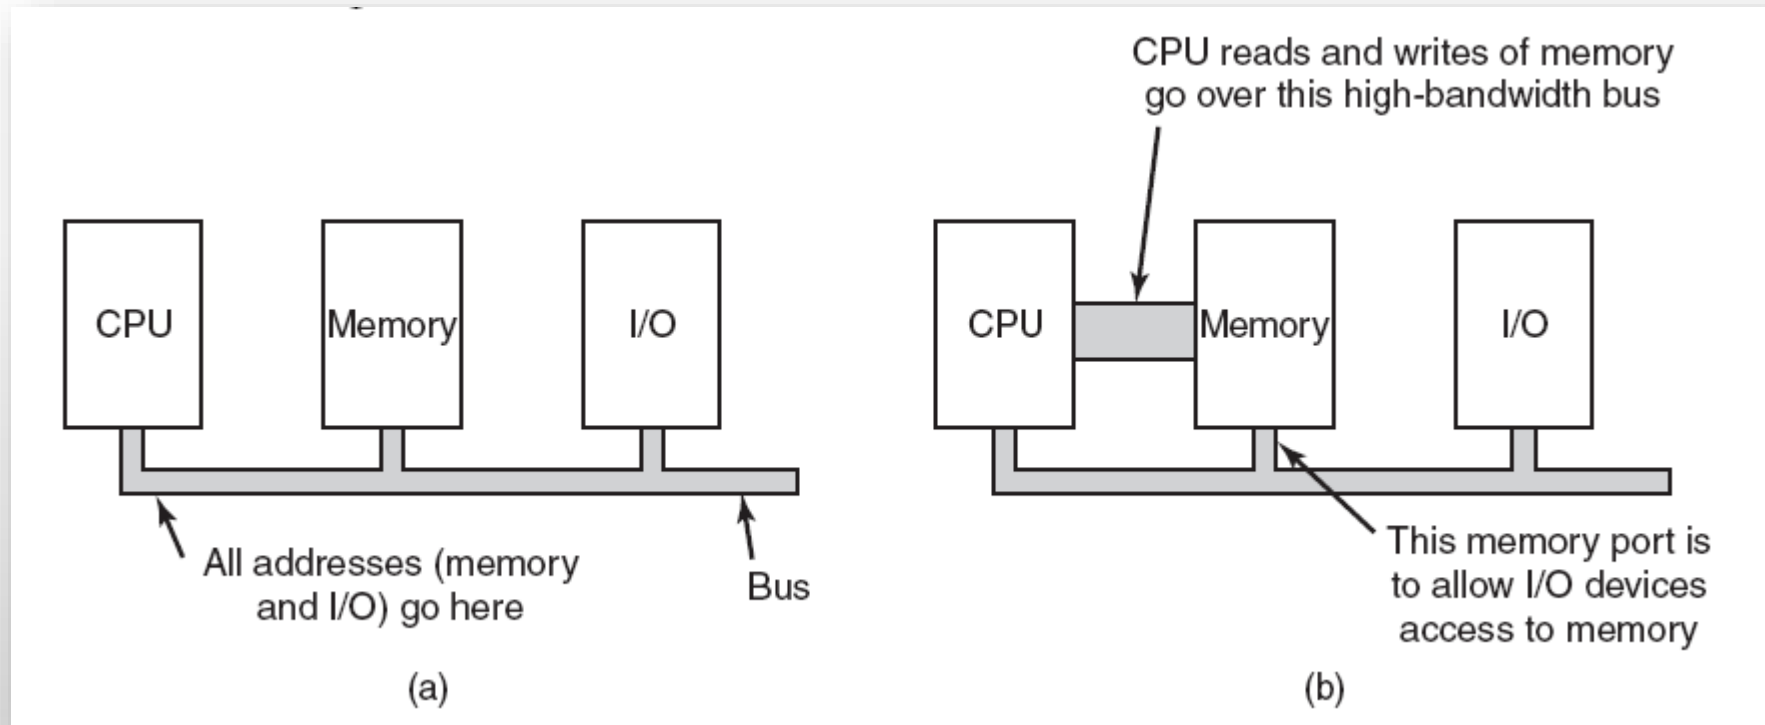 CPU reads and writes of memory
go over this high-bandwidth bus
CPU
Memory
I/O
CPU
Memory
I/O
All addresses (memory
and I/O) go here
Bus
This memory port is
to allow I/O devices
access to memory
(a)
(b)